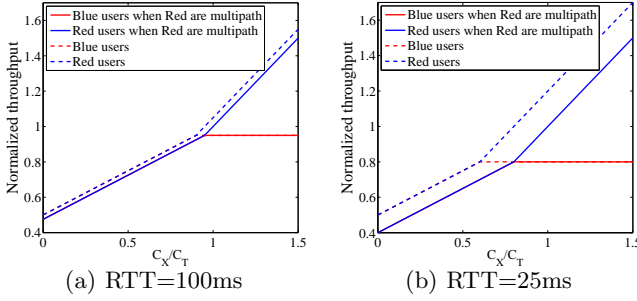 Blue users when Red are multipath
Red users when Red are multipath
Blue users
Red users
Normalized throughput
1.6
1.4
1.2
1
0.8
0.6
0.4
0
0.5
1
1.5
C_X/C_T
(a) RTT=100ms
Blue users when Red are multipath
Red users when Red are multipath
Blue users
Red users
Normalized throughput
1.6
1.4
1.2
1
0.8
0.6
0.4
0
0.5
1
1.5
C_X/C_T
(b) RTT=25ms